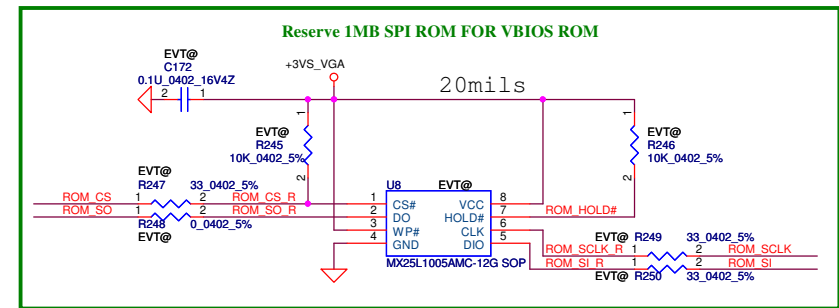 Reserve 1MB SPI ROM FOR VBIOS ROM
EVT@
C172
0.1U_0402_16V4Z
2 1
+3VS_VGA
20mils
1
EVT@
R245
10K_0402_5%
2
1
EVT@
R246
10K_0402_5%
2
EVT@
R247 33_0402_5%
ROM_CS 1 2 ROM_CS_R
ROM_SO 1 2 ROM_SO_R
R248 0_0402_5%
EVT@
U8 EVT@
1 CS# VCC 8
2 DO HOLD# 7 ROM_HOLD#
3 WP# CLK 6
4 GND DIO 5
MX25L1005AMC-12G SOP
EVT@ R249 33_0402_5%
ROM_SCLK_R 1 2 ROM_SCLK
ROM_SI_R 1 2 ROM_SI
EVT@ R250 33_0402_5%